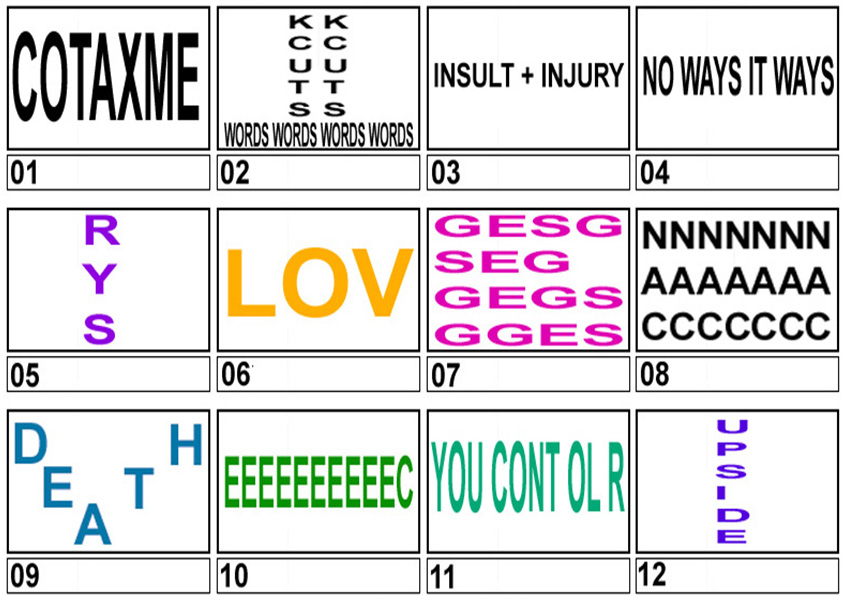 COTAXME
01
K K
C C
U U
T T
S S
WORDS WORDS WORDS WORDS
02
INSULT + INJURY
03
NO WAYS IT WAYS
04
R
Y
S
05
LOV
06
GESG
SEG
GEGS
GGES
07
NNNNNNN
AAAAAAA
CCCCCCC
08
DEATH
09
EEEEEEEEEEC
10
YOU CONT OL R
11
U
P
S
I
D
E
12